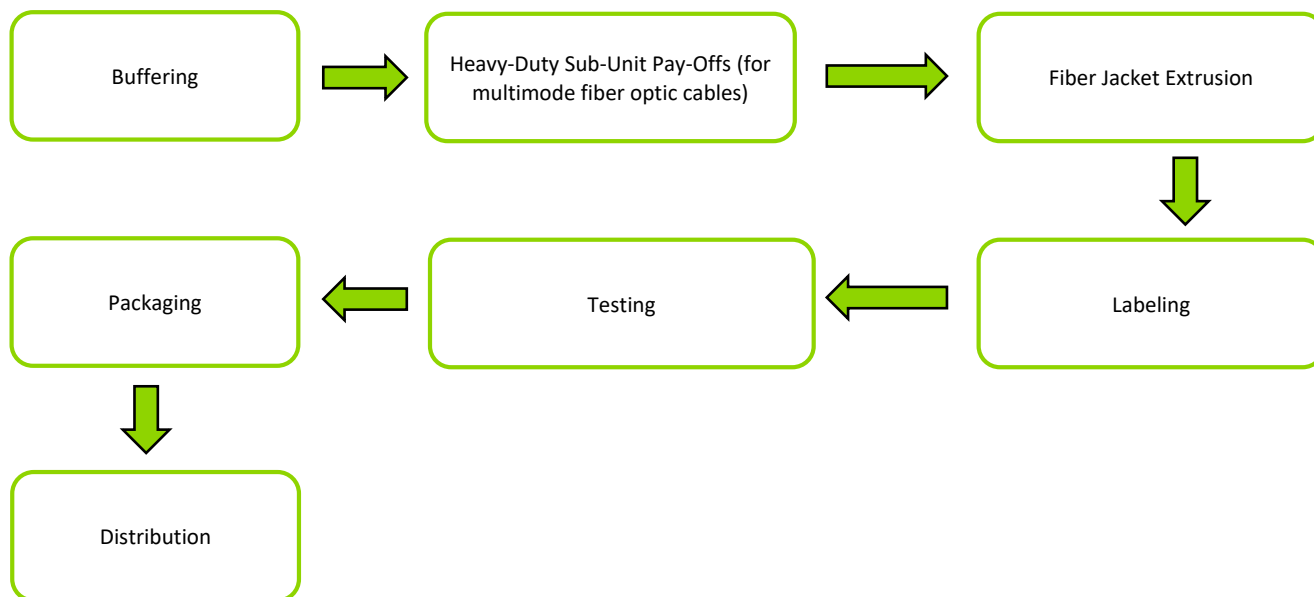 Buffering
Heavy-Duty Sub-Unit Pay-Offs (for
multimode fiber optic cables)
Fiber Jacket Extrusion
Labeling
Testing
Packaging
Distribution